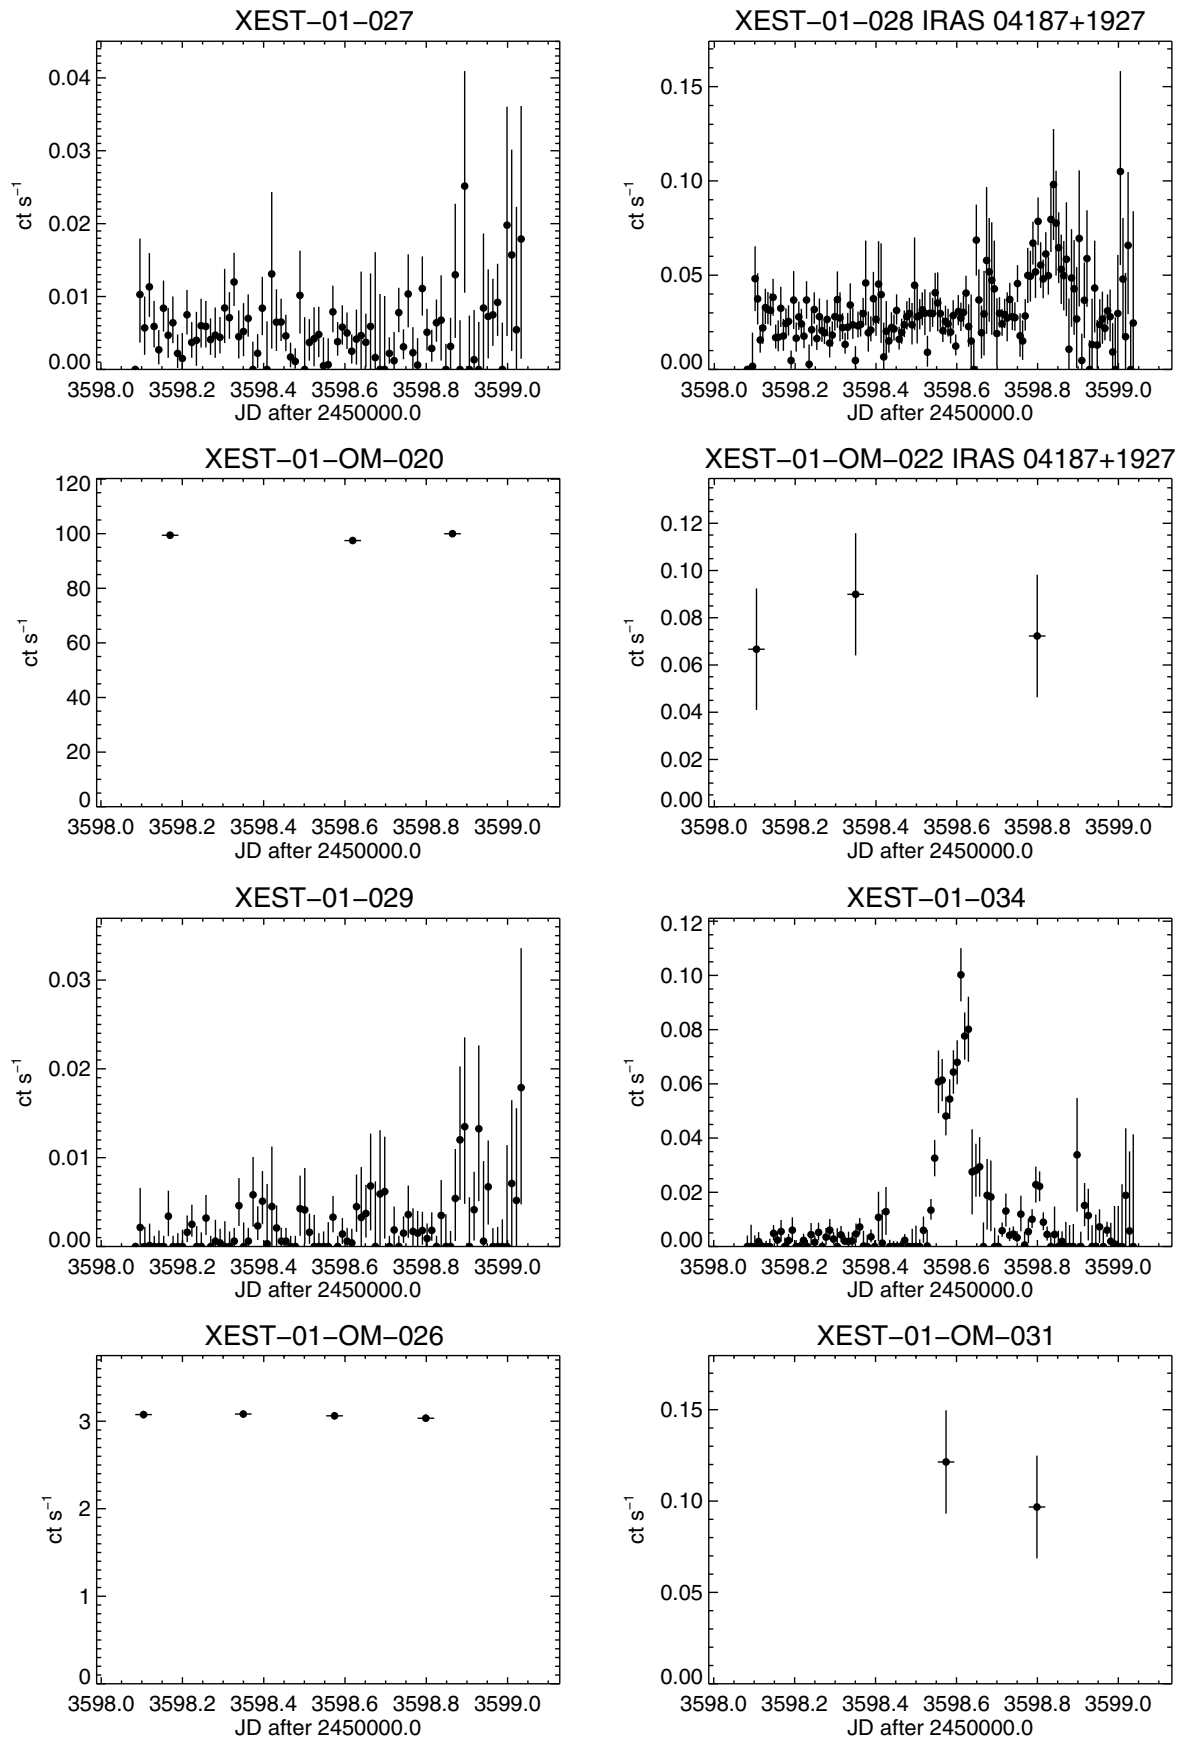 XEST−01−027
0.04
0.03
0.02
0.01
0.00
ct s−1
3598.0 3598.2 3598.4 3598.6 3598.8 3599.0
JD after 2450000.0
XEST−01−028 IRAS 04187+1927
0.15
0.10
0.05
0.00
ct s−1
3598.0 3598.2 3598.4 3598.6 3598.8 3599.0
JD after 2450000.0
XEST−01−OM−020
120
100
80
60
40
20
0
ct s−1
3598.0 3598.2 3598.4 3598.6 3598.8 3599.0
JD after 2450000.0
XEST−01−OM−022 IRAS 04187+1927
0.12
0.10
0.08
0.06
0.04
0.02
0.00
ct s−1
3598.0 3598.2 3598.4 3598.6 3598.8 3599.0
JD after 2450000.0
XEST−01−029
0.03
0.02
0.01
0.00
ct s−1
3598.0 3598.2 3598.4 3598.6 3598.8 3599.0
JD after 2450000.0
XEST−01−034
0.12
0.10
0.08
0.06
0.04
0.02
0.00
ct s−1
3598.0 3598.2 3598.4 3598.6 3598.8 3599.0
JD after 2450000.0
XEST−01−OM−026
3
2
1
0
ct s−1
3598.0 3598.2 3598.4 3598.6 3598.8 3599.0
JD after 2450000.0
XEST−01−OM−031
0.15
0.10
0.05
0.00
ct s−1
3598.0 3598.2 3598.4 3598.6 3598.8 3599.0
JD after 2450000.0